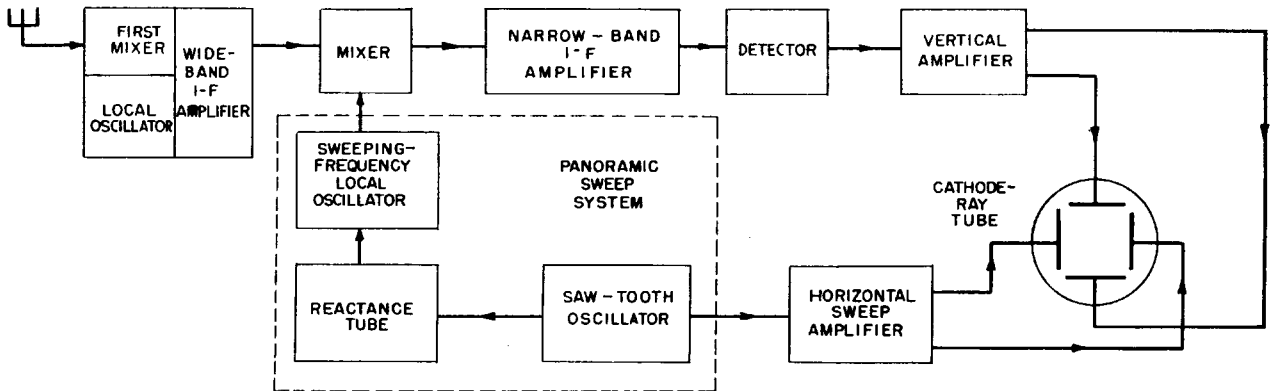 FIRST
MIXER
LOCAL
OSCILLATOR
WIDE-
BAND
I-F
AMPLIFIER
MIXER
NARROW-BAND
I-F
AMPLIFIER
DETECTOR
VERTICAL
AMPLIFIER
SWEEPING-
FREQUENCY
LOCAL
OSCILLATOR
PANORAMIC
SWEEP
SYSTEM
CATHODE-
RAY
TUBE
REACTANCE
TUBE
SAW-TOOTH
OSCILLATOR
HORIZONTAL
SWEEP
AMPLIFIER